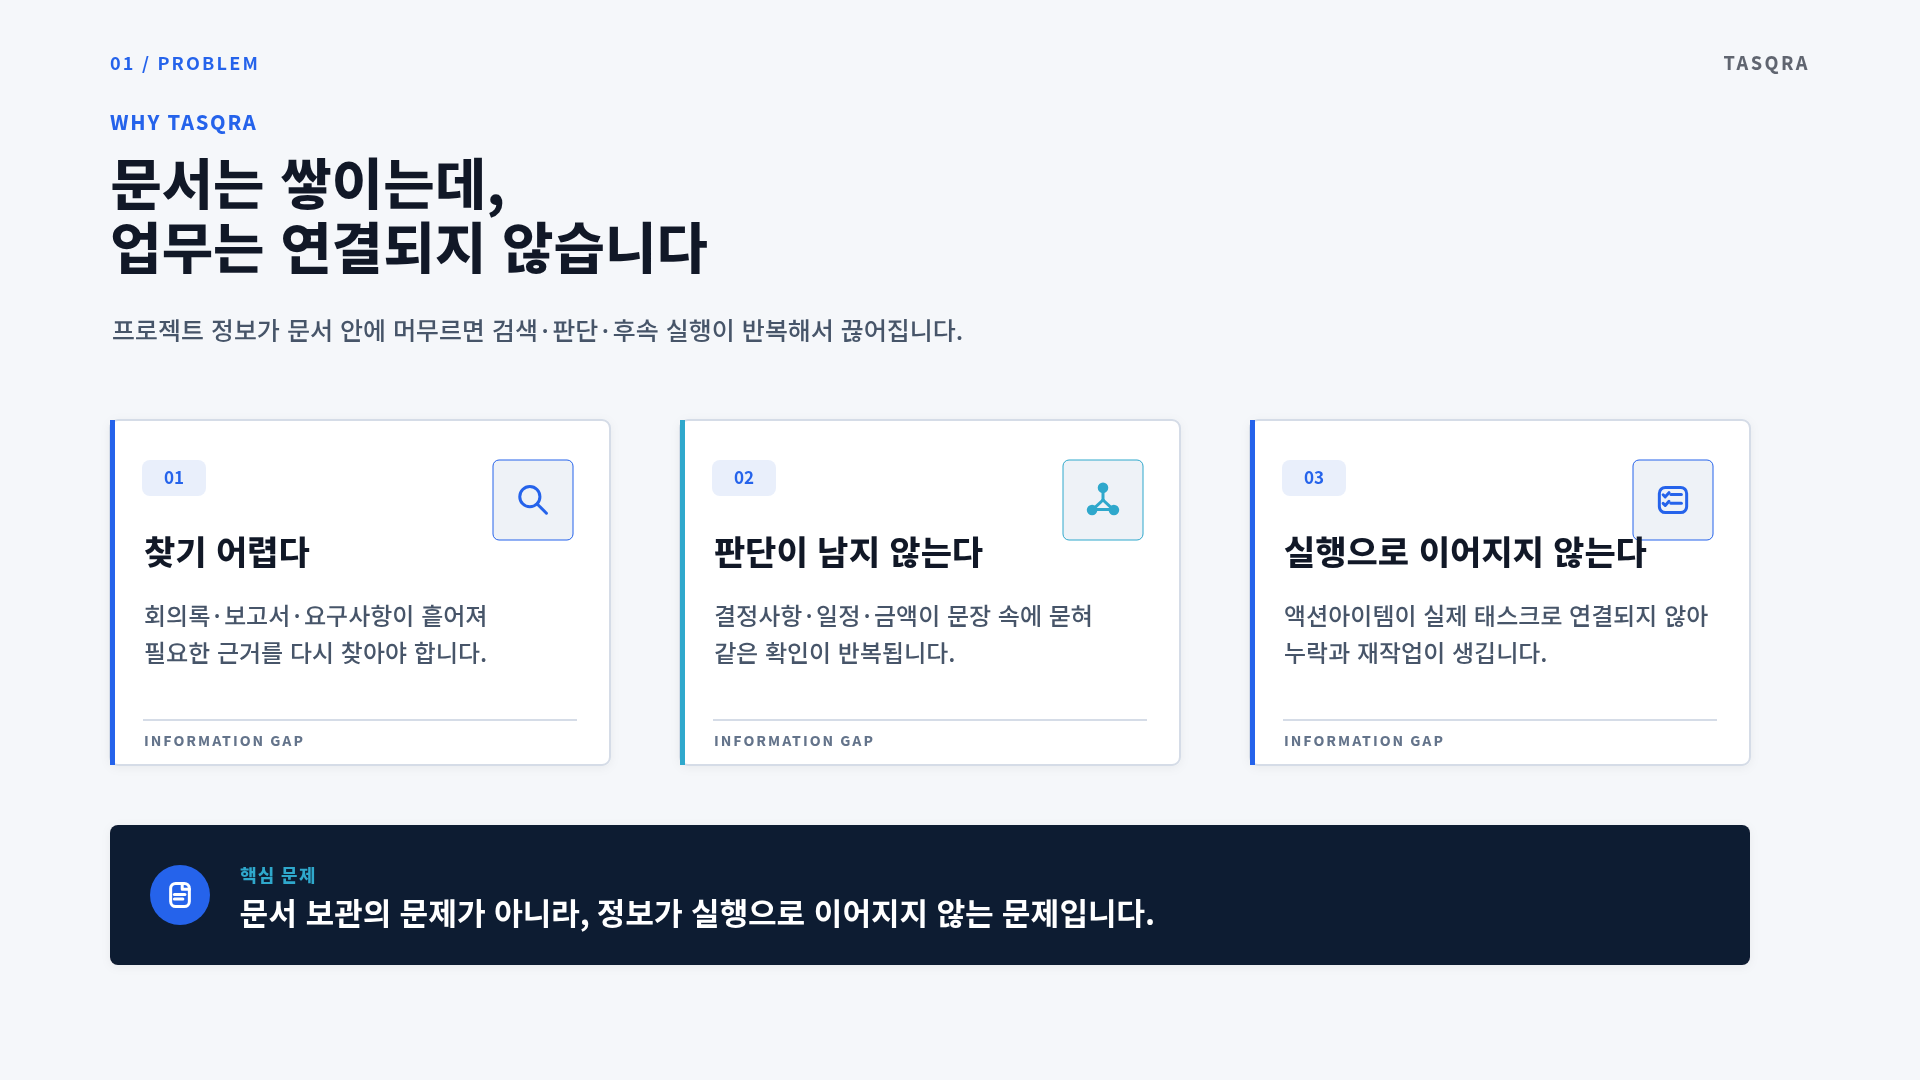 01 / PROBLEM
TASQRA
WHY TASQRA
문서는 쌓이는데,
업무는 연결되지 않습니다
프로젝트 정보가 문서 안에 머무르면 검색·판단·후속 실행이 반복해서 끊어집니다.
01
찾기 어렵다
회의록·보고서·요구사항이 흩어져
필요한 근거를 다시 찾아야 합니다.
INFORMATION GAP
02
판단이 남지 않는다
결정사항·일정·금액이 문장 속에 묻혀
같은 확인이 반복됩니다.
INFORMATION GAP
03
실행으로 이어지지 않는다
액션아이템이 실제 태스크로 연결되지 않아
누락과 재작업이 생깁니다.
INFORMATION GAP
핵심 문제
문서 보관의 문제가 아니라, 정보가 실행으로 이어지지 않는 문제입니다.